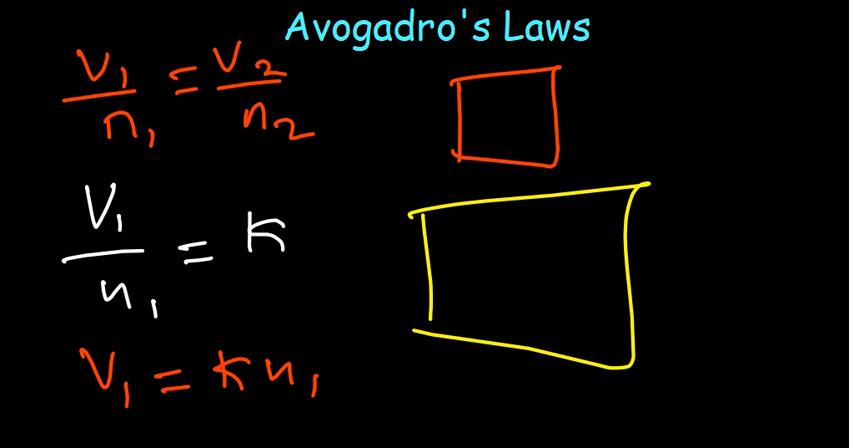 Avogadro's Laws
V₁/n₁ = V₂/n₂
V₁/n₁ = K
V₁ = Kn₁